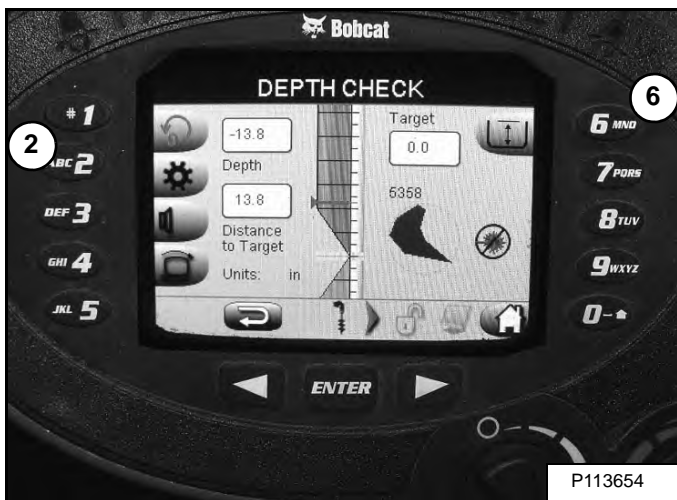 Bobcat
DEPTH CHECK
# 1
2
ABC 2
DEF 3
GHI 4
JKL 5
-13.8
Depth
13.8
Distance
to Target
Units: in
Target
0.0
5358
6
6 MNO
7 PQRS
8 TUV
9 WXYZ
0-
ENTER
P113654